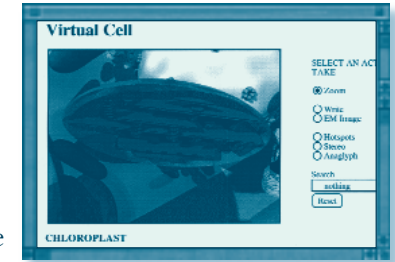 Virtual Cell
SELECT AN ACT
TAKE
Zoom
Write
EM Image
Hotspots
Stereo
Anaglyph
Search
nothing
Reset
CHLOROPLAST
e